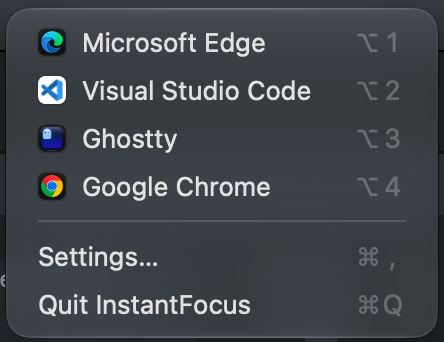 Microsoft Edge ⌥ 1
Visual Studio Code ⌥ 2
Ghostty ⌥ 3
Google Chrome ⌥ 4
Settings... ⌘ ,
Quit InstantFocus ⌘Q